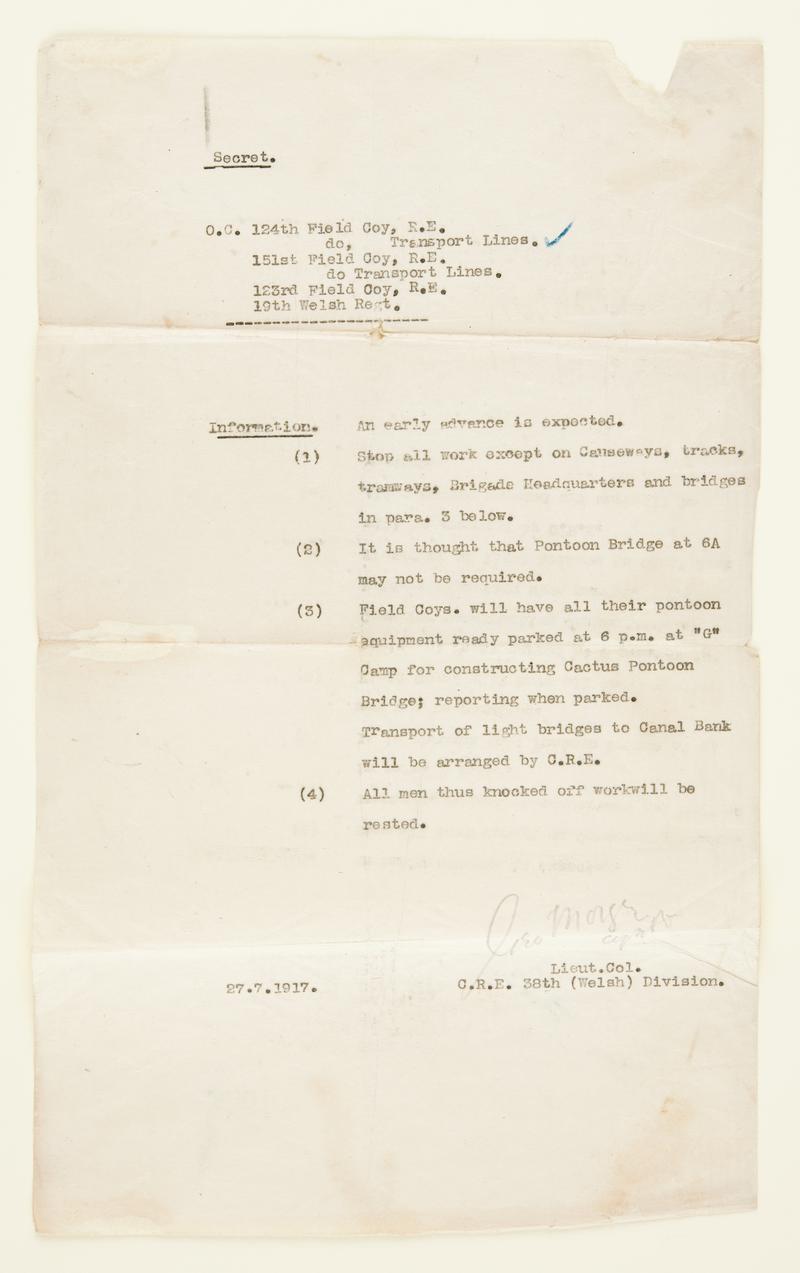 Secret.
O.C. 124th Field Coy, R.E.
do, Transport Lines.
151st Field Coy, R.E.
do Transport Lines.
123rd Field Coy, R.E.
19th Welsh Regt.
Information. An early advance is expected.
(1) Stop all work except on Causeways, tracks,
tramways, Brigade Headquarters and bridges
in para. 3 below.
(2) It is thought that Pontoon Bridge at 6A
may not be required.
(3) Field Coys. will have all their pontoon
equipment ready parked at 6 p.m. at "G"
Camp for constructing Cactus Pontoon
Bridge; reporting when parked.
Transport of light bridges to Canal Bank
will be arranged by C.R.E.
(4) All men thus knocked off workwill be
rested.
Lieut.Col.
27.7.1917. C.R.E. 38th (Welsh) Division.